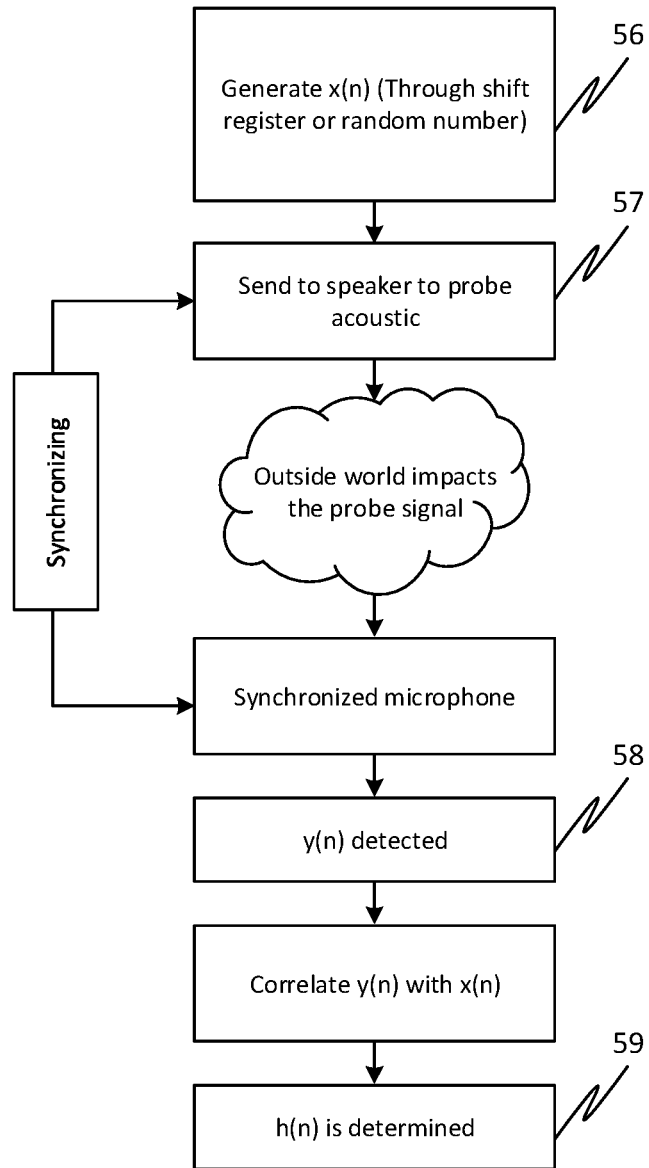 56
Generate x(n) (Through shift
register or random number)
57
Send to speaker to probe
acoustic
Synchronizing
Outside world impacts
the probe signal
Synchronized microphone
58
y(n) detected
Correlate y(n) with x(n)
59
h(n) is determined